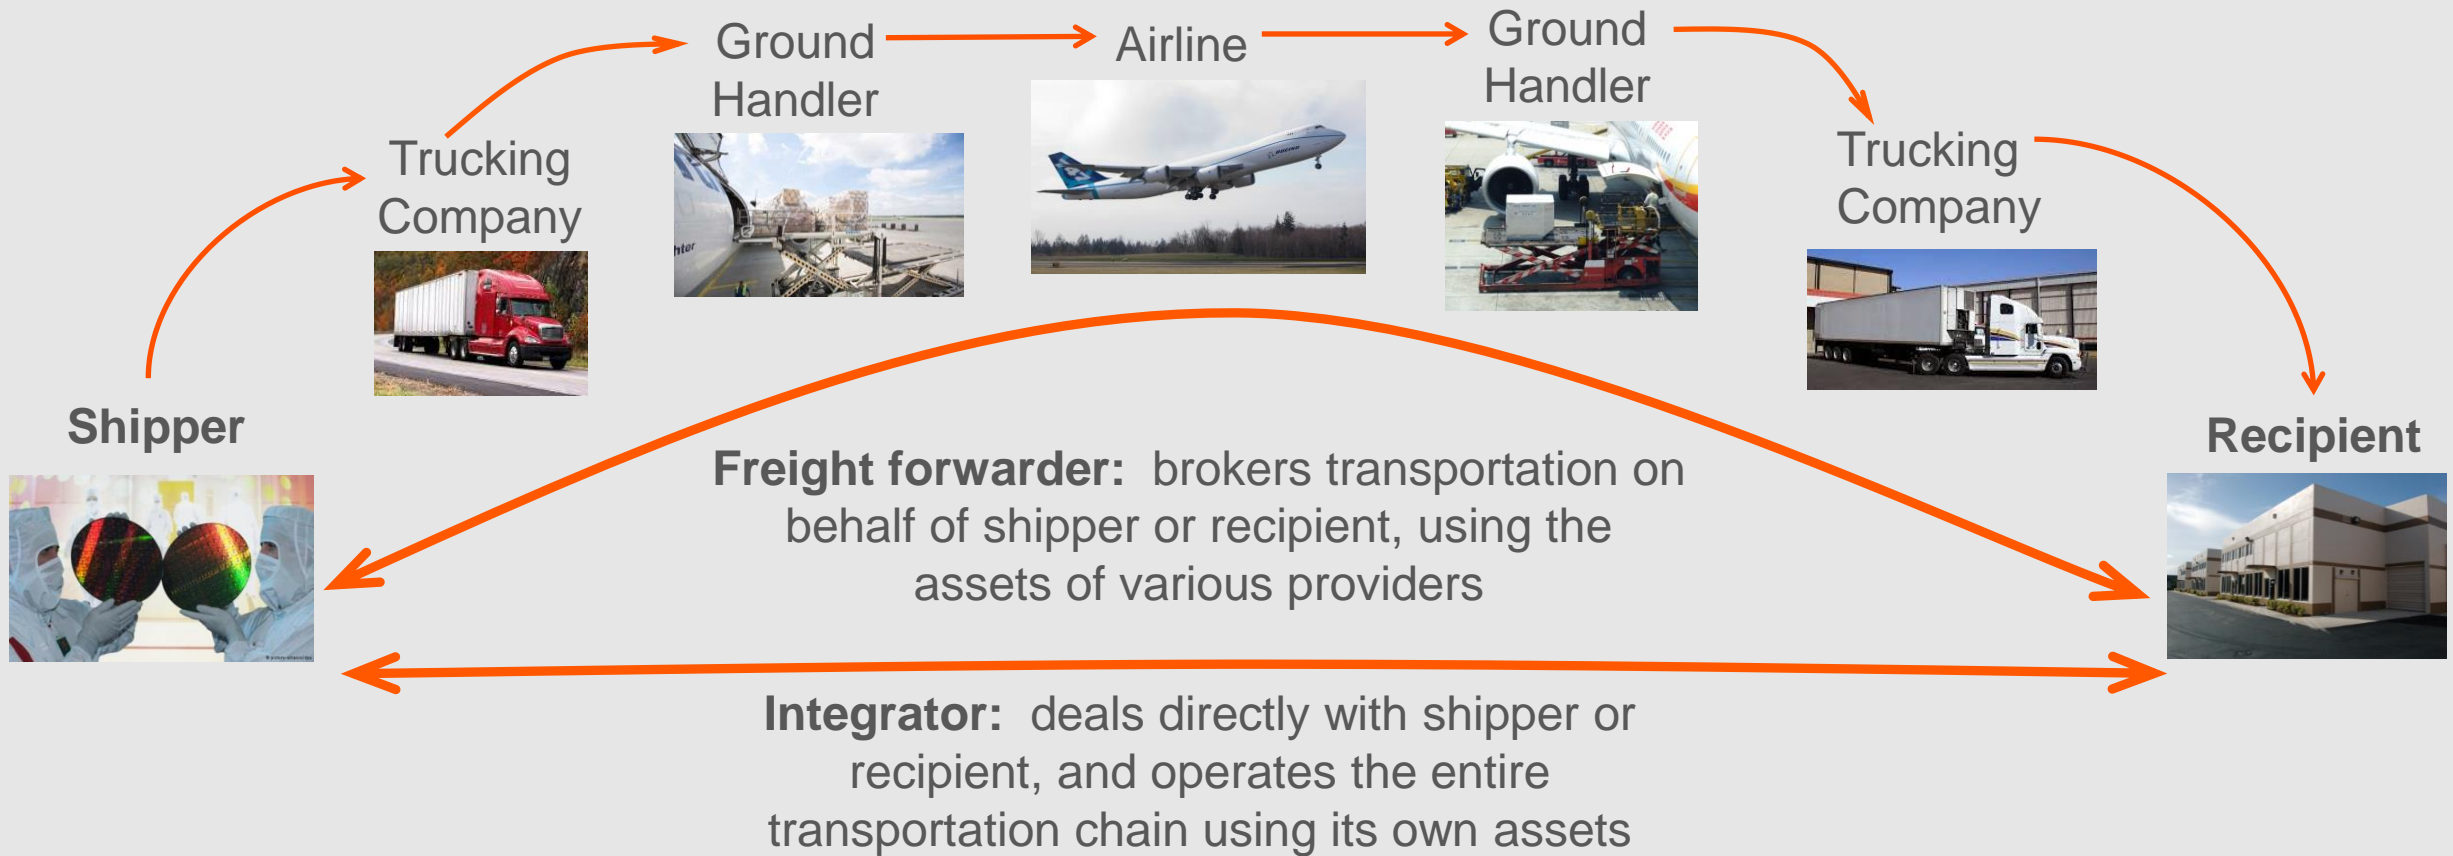 Ground
Handler
Airline
Ground
Handler
Trucking
Company
Trucking
Company
Shipper
Recipient
Freight forwarder: brokers transportation on
behalf of shipper or recipient, using the
assets of various providers
Integrator: deals directly with shipper or
recipient, and operates the entire
transportation chain using its own assets
BOEING
hter